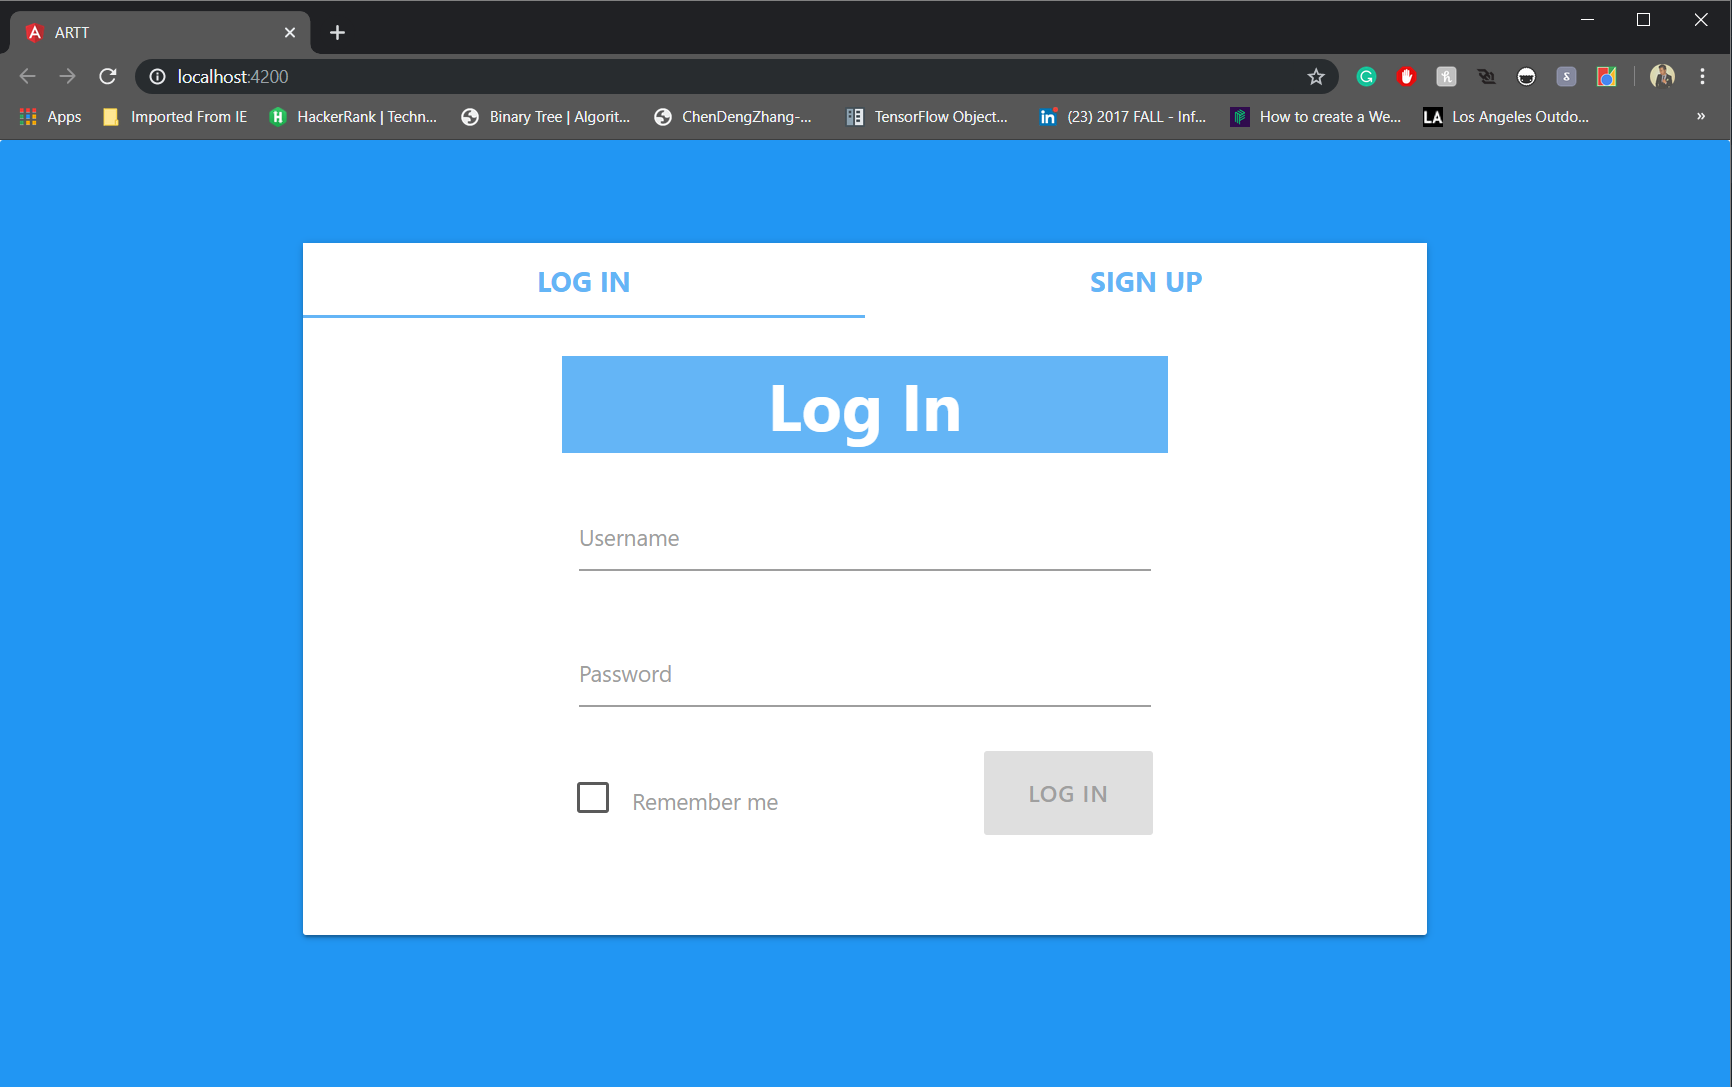 ARTT
localhost:4200
Apps
Imported From IE
HackerRank | Techn...
Binary Tree | Algorit...
ChenDengZhang-...
TensorFlow Object...
(23) 2017 FALL - Inf...
How to create a We...
LA
Los Angeles Outdo...
»
LOG IN
SIGN UP
Log In
Username
Password
Remember me
LOG IN